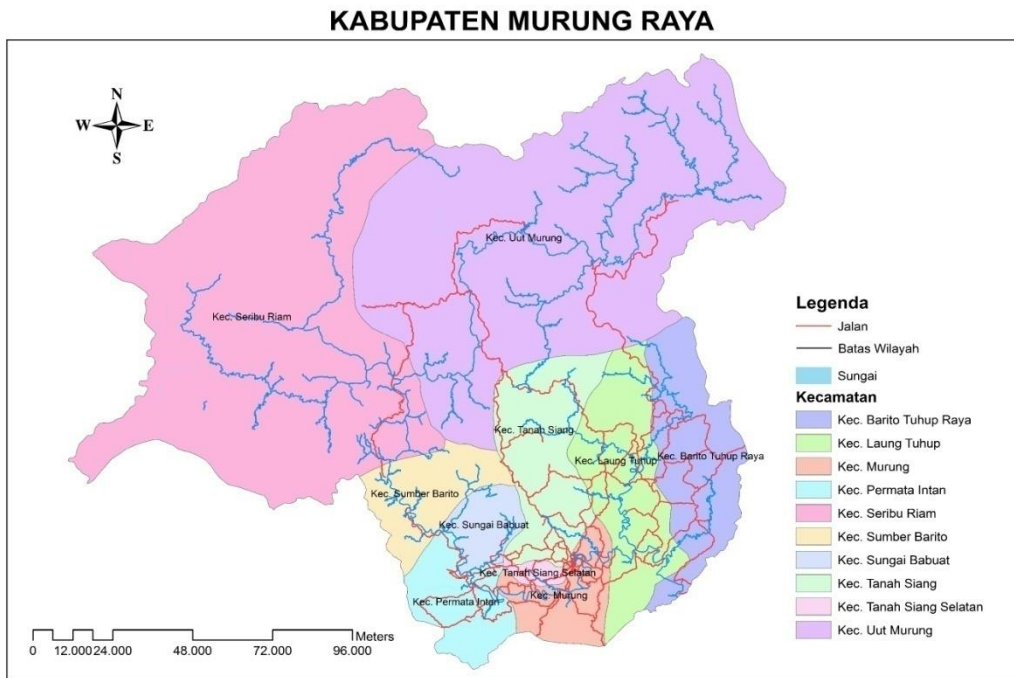 KABUPATEN MURUNG RAYA
N
W E
S
Kec. Uut Murung
Kec. Seribu Riam
Kec. Tanah Siang
Kec. Laung Tuhup
Kec. Barito Tuhup Raya
Kec. Sumber Barito
Kec. Sungai Babuat
Kec. Tanah Siang Selatan
Kec. Murung
Kec. Permata Intan
Legenda
Jalan
Batas Wilayah
Sungai
Kecamatan
Kec. Barito Tuhup Raya
Kec. Laung Tuhup
Kec. Murung
Kec. Permata Intan
Kec. Seribu Riam
Kec. Sumber Barito
Kec. Sungai Babuat
Kec. Tanah Siang
Kec. Tanah Siang Selatan
Kec. Uut Murung
Meters
0 12.000 24.000 48.000 72.000 96.000